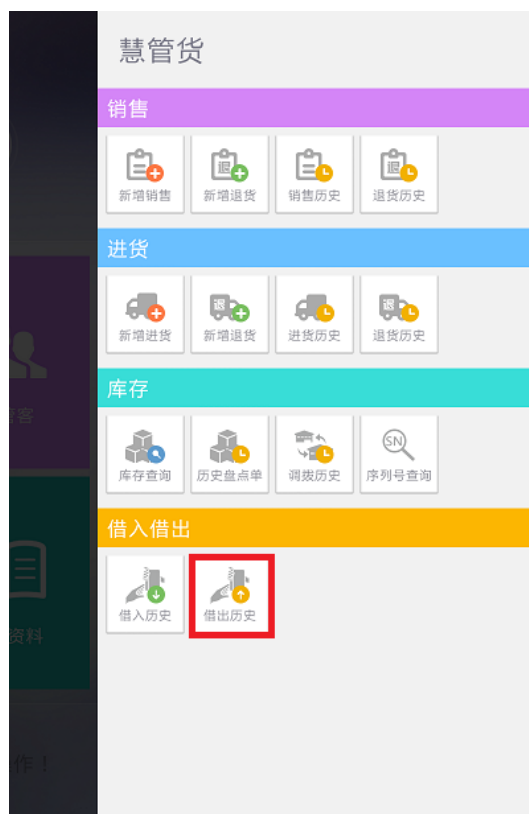 慧管货
销售
新增销售 新增退货 销售历史 退货历史
进货
新增进货 新增退货 进货历史 退货历史
管客
库存
库存查询 历史盘点单 调拨历史 序列号查询
借入借出
借入历史 借出历史
资料
作！